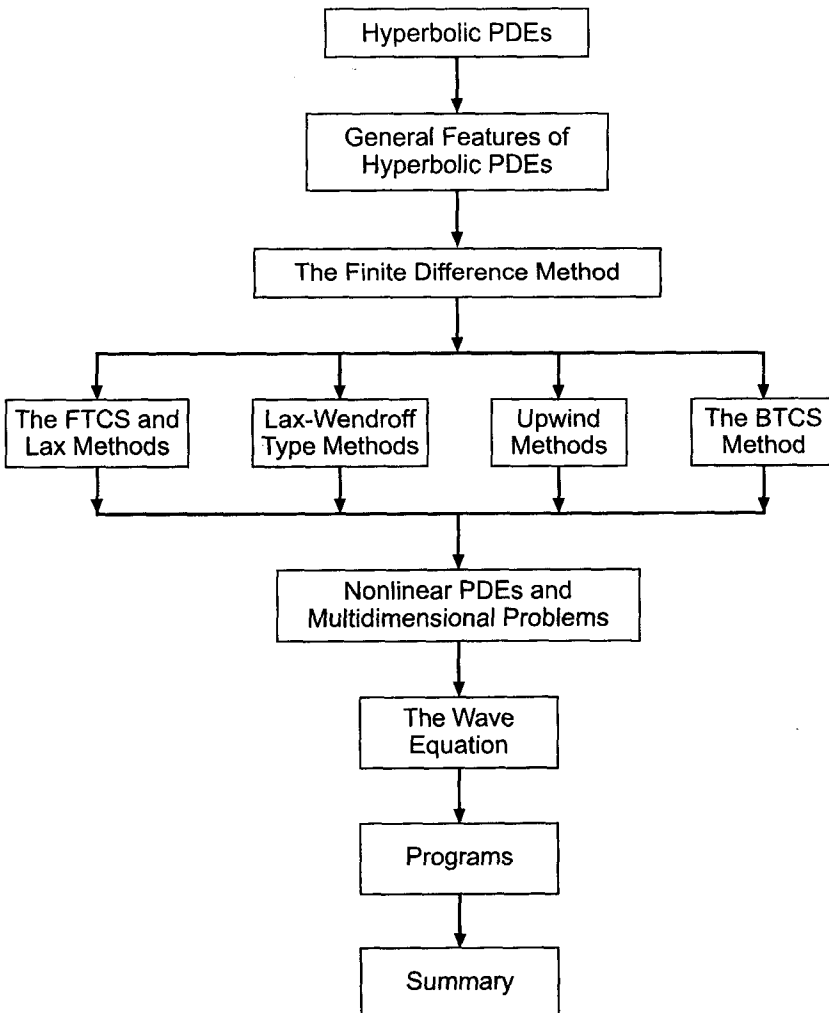 Hyperbolic PDEs
General Features of
Hyperbolic PDEs
The Finite Difference Method
The FTCS and
Lax Methods
Lax-Wendroff
Type Methods
Upwind
Methods
The BTCS
Method
Nonlinear PDEs and
Multidimensional Problems
The Wave
Equation
Programs
Summary